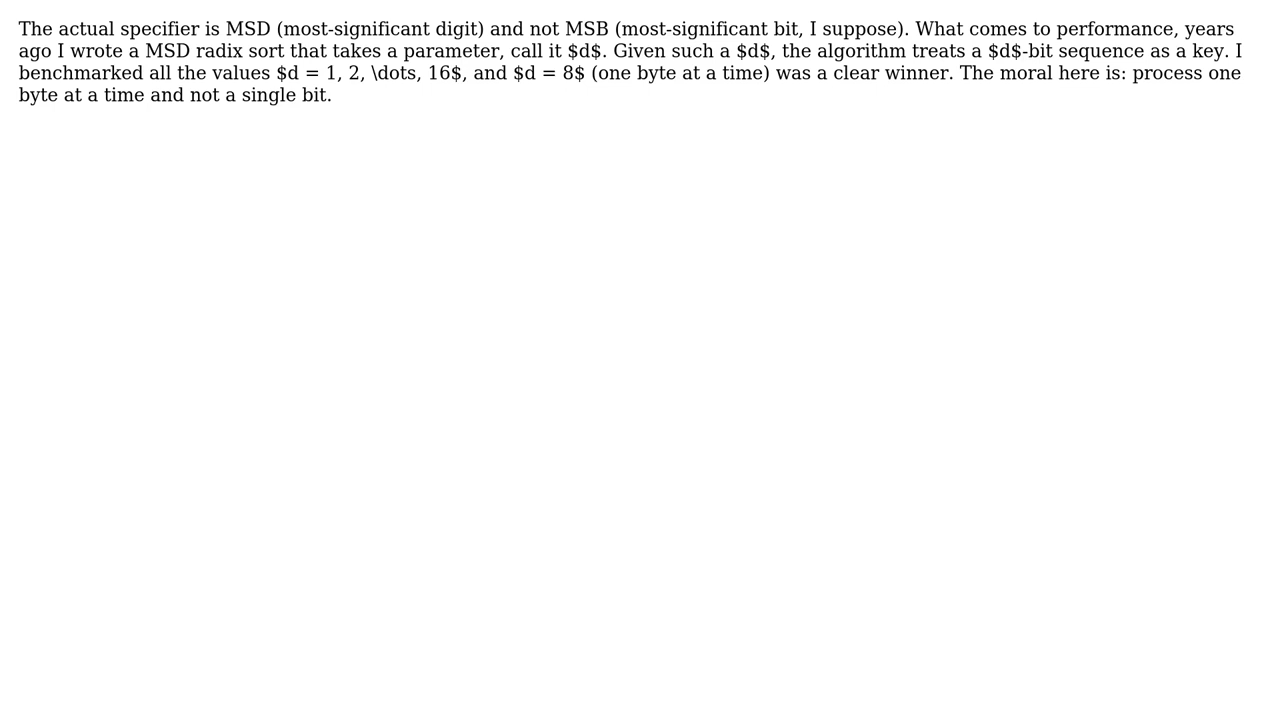 The actual specifier is MSD (most-significant digit) and not MSB (most-significant bit, I suppose). What comes to performance, years
ago I wrote a MSD radix sort that takes a parameter, call it $d$. Given such a $d$, the algorithm treats a $d$-bit sequence as a key. I
benchmarked all the values $d = 1, 2, \dots, 16$, and $d = 8$ (one byte at a time) was a clear winner. The moral here is: process one
byte at a time and not a single bit.